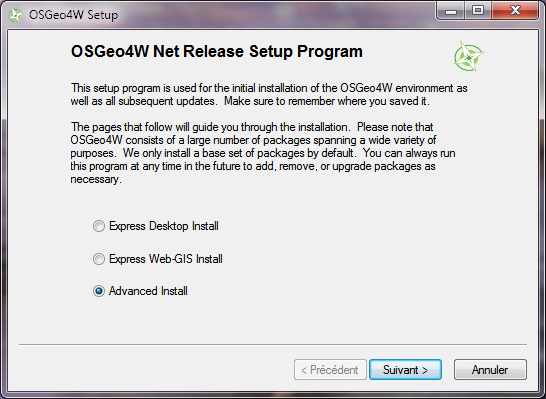 OSGeo4W Setup
OSGeo4W Net Release Setup Program
This setup program is used for the initial installation of the OSGeo4W environment as
well as all subsequent updates. Make sure to remember where you saved it.
The pages that follow will guide you through the installation. Please note that
OSGeo4W consists of a large number of packages spanning a wide variety of
purposes. We only install a base set of packages by default. You can always run
this program at any time in the future to add, remove, or upgrade packages as
necessary.
Express Desktop Install
Express Web-GIS Install
Advanced Install
< Précédent
Suivant >
Annuler